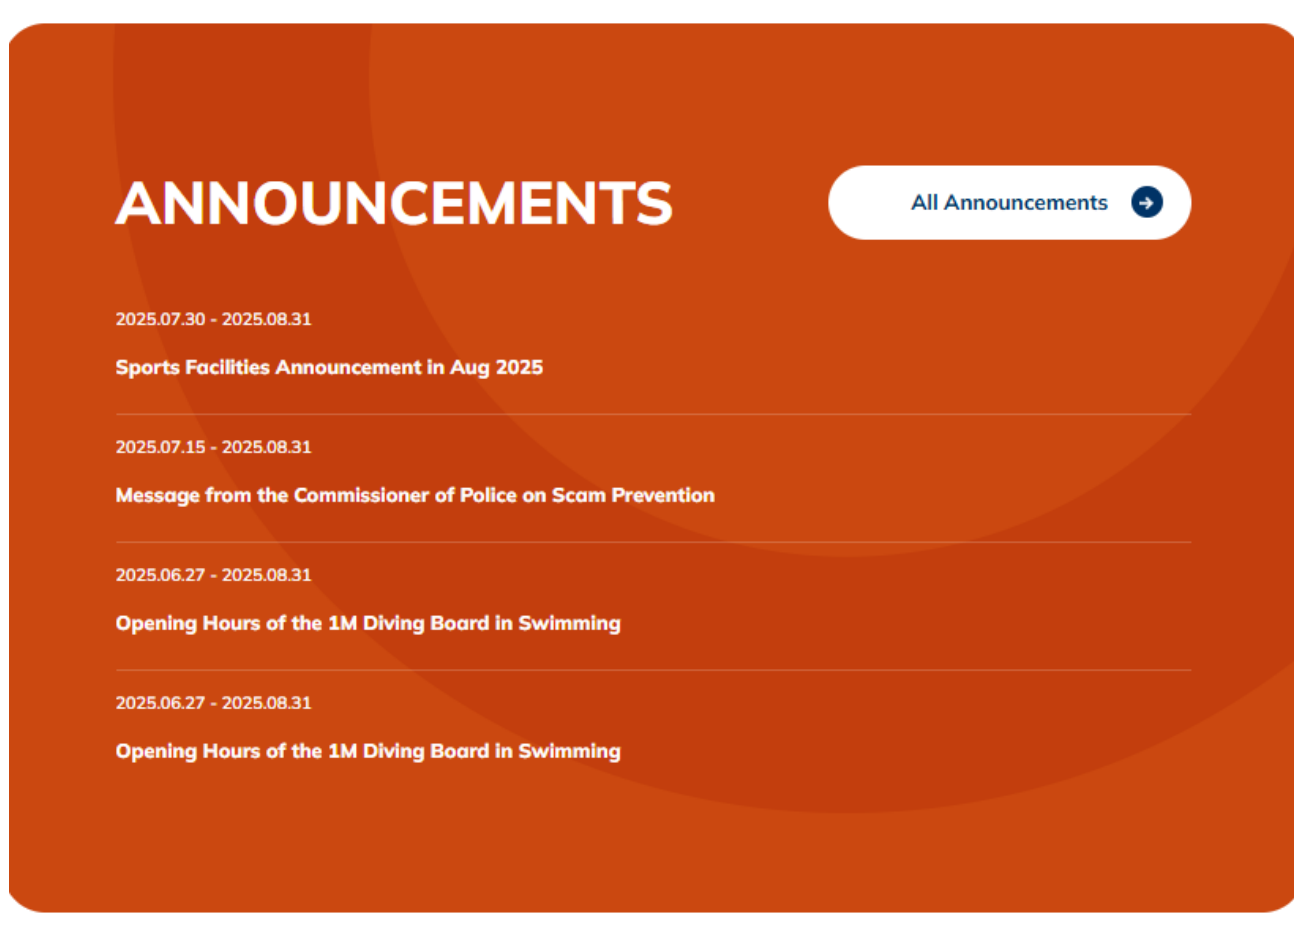 ANNOUNCEMENTS
All Announcements
2025.07.30 - 2025.08.31
Sports Facilities Announcement in Aug 2025
2025.07.15 - 2025.08.31
Message from the Commissioner of Police on Scam Prevention
2025.06.27 - 2025.08.31
Opening Hours of the 1M Diving Board in Swimming
2025.06.27 - 2025.08.31
Opening Hours of the 1M Diving Board in Swimming